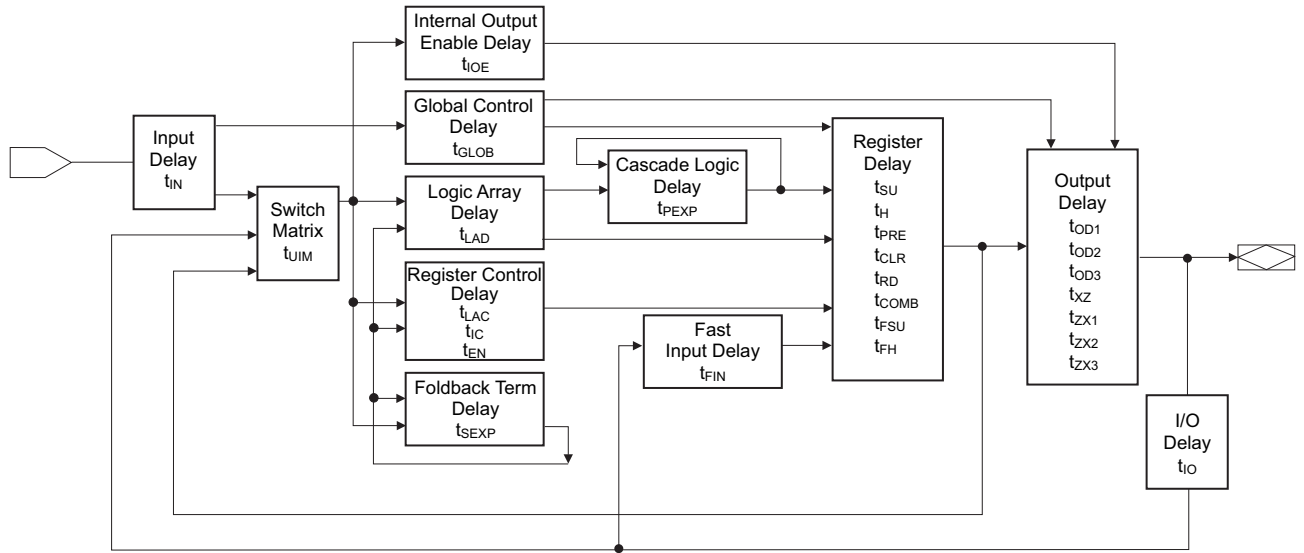 Internal Output
Enable Delay
tIOE
Global Control
Delay
tGLOB
Input
Delay
tIN
Switch
Matrix
tUIM
Logic Array
Delay
tLAD
Cascade Logic
Delay
tPEXP
Register Control
Delay
tLAC
tIC
tEN
Foldback Term
Delay
tSEXP
Fast
Input Delay
tFIN
Register
Delay
tSU
tH
tPRE
tCLR
tRD
tCOMB
tFSU
tFH
Output
Delay
tOD1
tOD2
tOD3
tXZ
tZX1
tZX2
tZX3
I/O
Delay
tIO